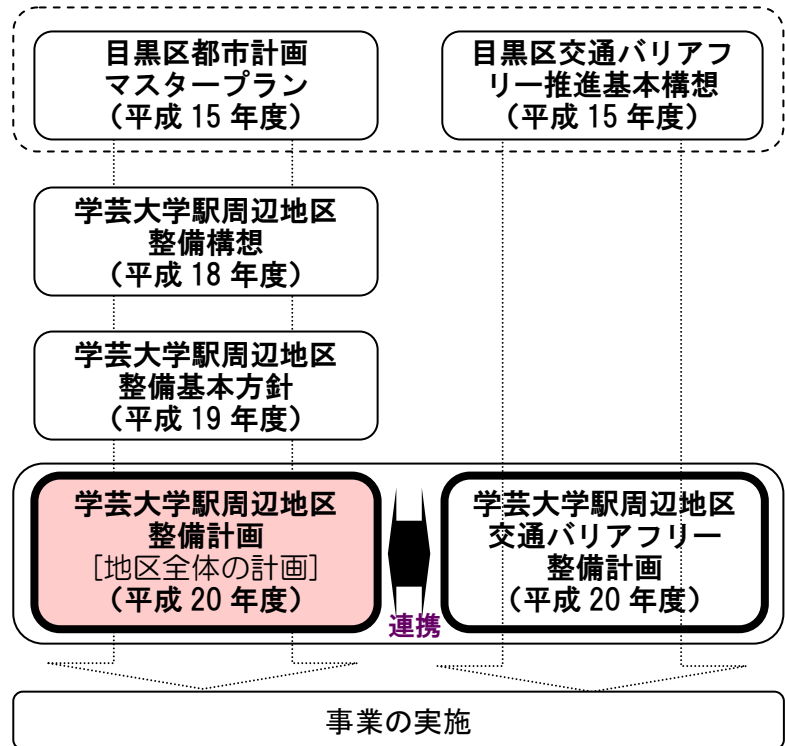 目黒区都市計画
マスタープラン
（平成 15 年度）
目黒区交通バリアフ
リー推進基本構想
（平成 15 年度）
学芸大学駅周辺地区
整備構想
（平成 18 年度）
学芸大学駅周辺地区
整備基本方針
（平成 19 年度）
学芸大学駅周辺地区
整備計画
[地区全体の計画]
（平成 20 年度）
連携
学芸大学駅周辺地区
交通バリアフリー
整備計画
（平成 20 年度）
事業の実施